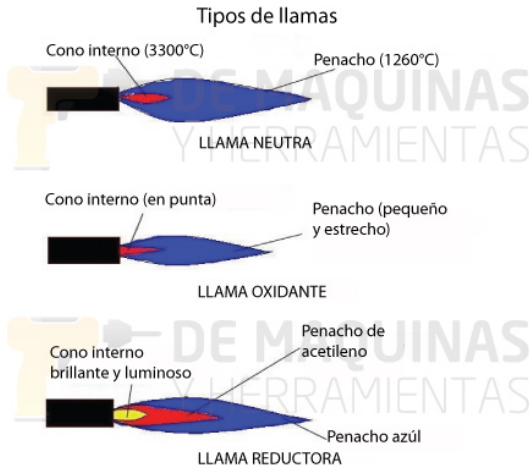 Tipos de llamas
Cono interno (3300°C)
Penacho (1260°C)
DE MAQUINAS
Y HERRAMIENTAS
LLAMA NEUTRA
Cono interno (en punta)
Penacho (pequeño
y estrecho)
LLAMA OXIDANTE
DE MAQUINAS
Y HERRAMIENTAS
Cono interno
brillante y luminoso
Penacho de
acetileno
Penacho azúl
LLAMA REDUCTORA